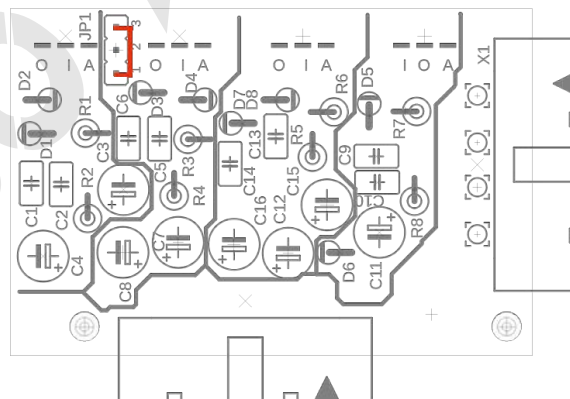 JP1
3
2
1
O I A
O I A
O I A
I O A
X1
D2
D1
R1
C6
C3
D3
D4
C5
R3
D7
D8
C13
C14
R5
R6
D5
R7
C9
C10
C15
C16
C12
C1
C2
R2
R4
C4
C7
C8
D6
C11
R8